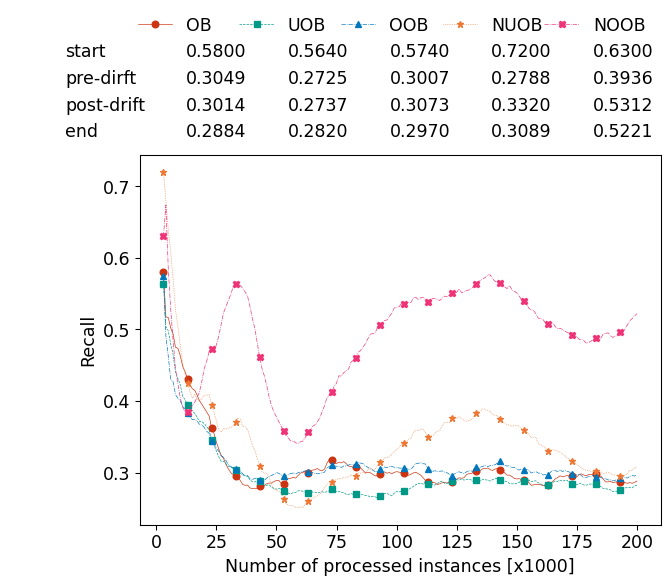 OB UOB OOB NUOB NOOB
start 0.5800 0.5640 0.5740 0.7200 0.6300
pre-dirft 0.3049 0.2725 0.3007 0.2788 0.3936
post-drift 0.3014 0.2737 0.3073 0.3320 0.5312
end 0.2884 0.2820 0.2970 0.3089 0.5221
0.7
0.6
0.5
0.4
0.3
Recall
0 25 50 75 100 125 150 175 200
Number of processed instances [x1000]